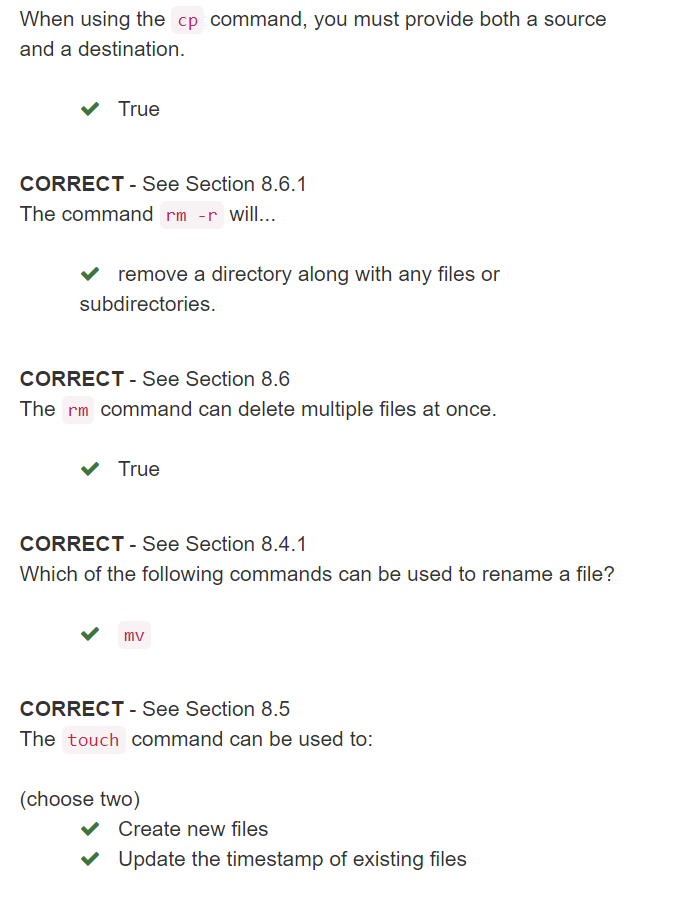 When using the cp command, you must provide both a source
and a destination.
True
CORRECT - See Section 8.6.1
The command rm -r will...
remove a directory along with any files or
subdirectories.
CORRECT - See Section 8.6
The rm command can delete multiple files at once.
True
CORRECT - See Section 8.4.1
Which of the following commands can be used to rename a file?
mv
CORRECT - See Section 8.5
The touch command can be used to:
(choose two)
Create new files
Update the timestamp of existing files